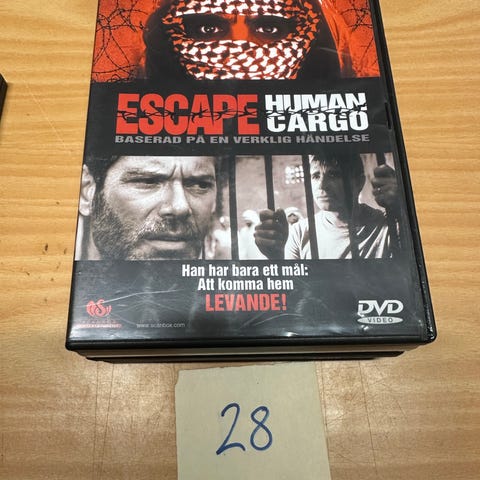 ESCAPE HUMAN CARGO
BASERAD PÅ EN VERKLIG HÄNDELSE
Han har bara ett mål:
Att komma hem
LEVANDE!
www.scanbox.com
DVD
VIDEO
28